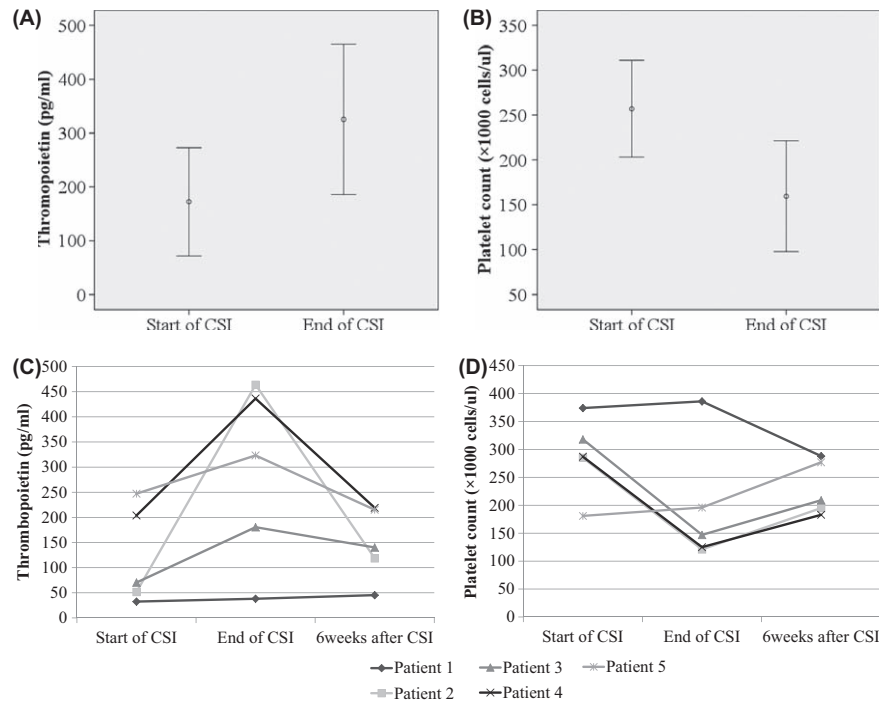 (A)
Thromopoietin (pg/ml)
500
400
300
200
100
0
Start of CSI End of CSI
(B)
Platelet count (×1000 cells/ul)
350
300
250
200
150
100
50
Start of CSI End of CSI
(C)
Thrombopoietin (pg/ml)
500
450
400
350
300
250
200
150
100
50
0
Start of CSI End of CSI 6weeks after CSI
(D)
Platelet count (×1000 cells/ul)
450
400
350
300
250
200
150
100
50
0
Start of CSI End of CSI 6weeks after CSI
Patient 1 Patient 3 Patient 5
Patient 2 Patient 4